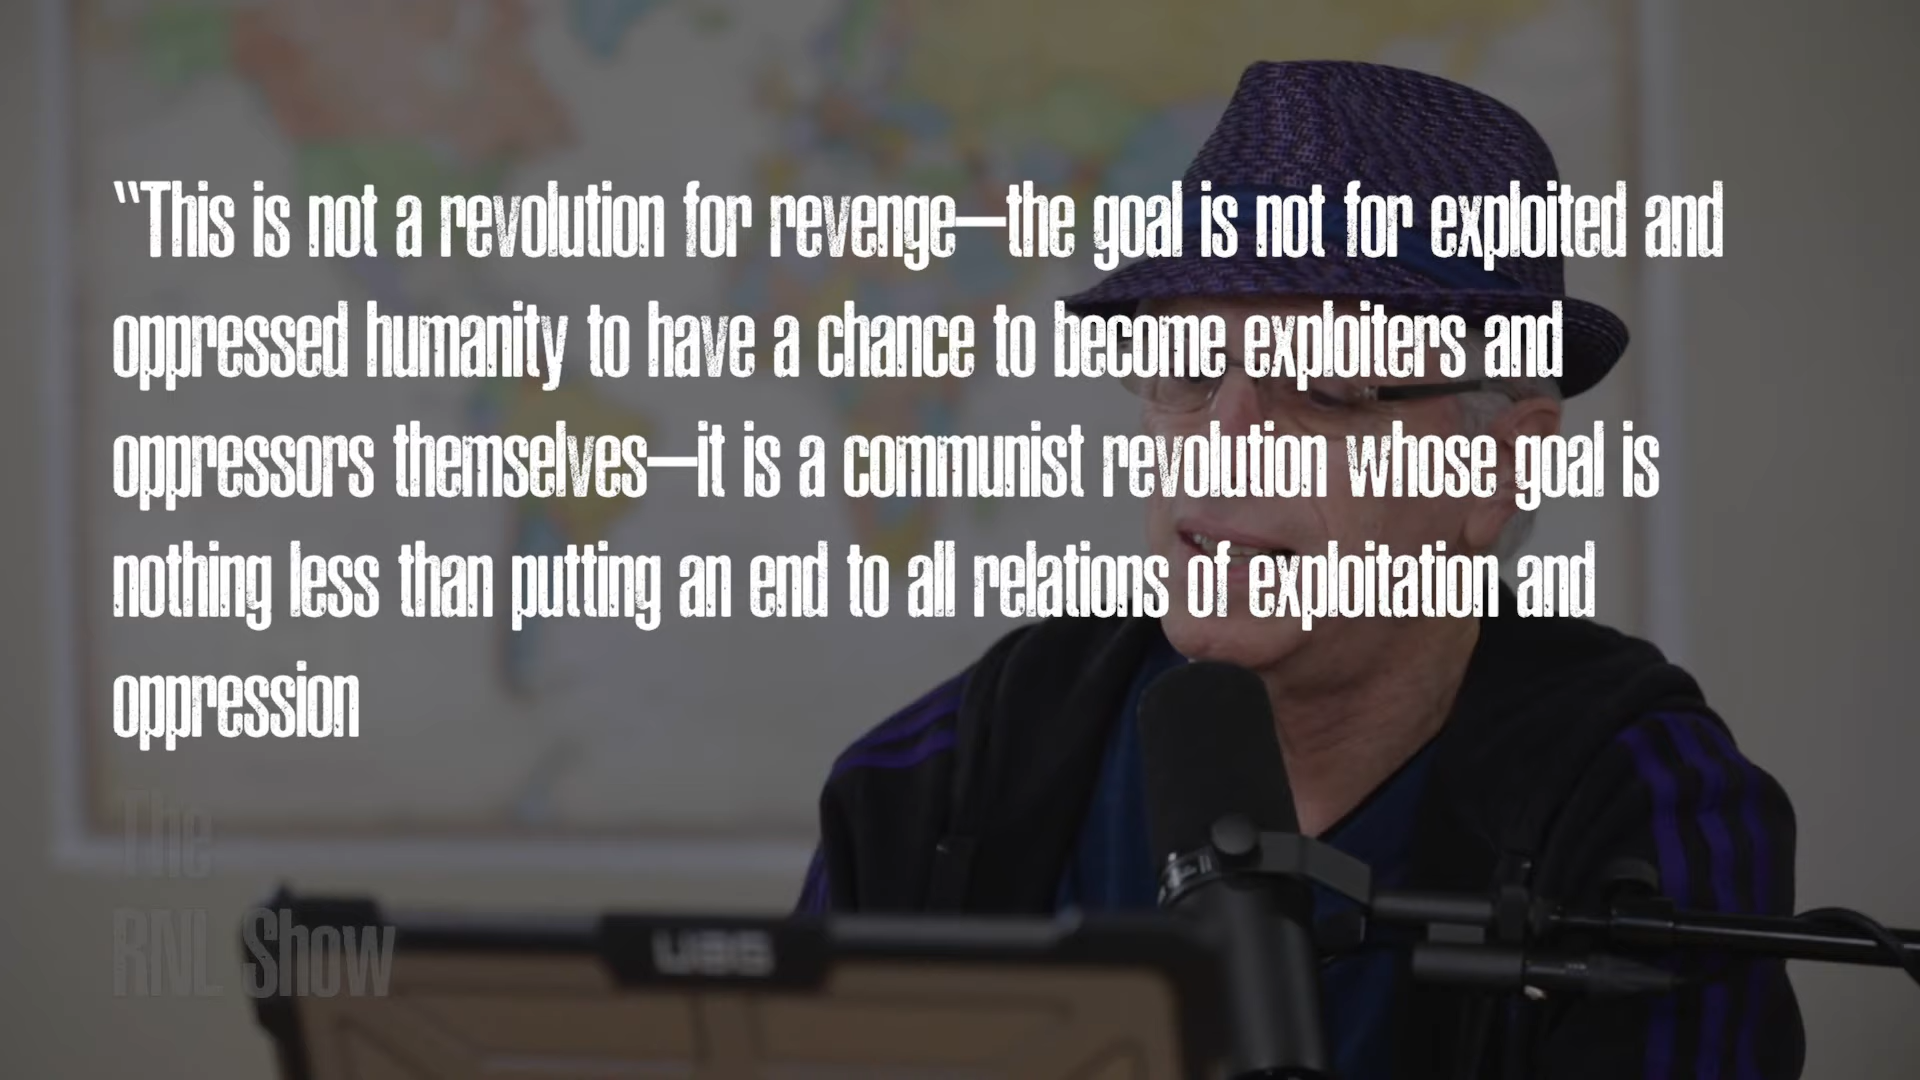 “This is not a revolution for revenge—the goal is not for exploited and
oppressed humanity to have a chance to become exploiters and
oppressors themselves—it is a communist revolution whose goal is
nothing less than putting an end to all relations of exploitation and
oppression
The
RNL Show
UAG